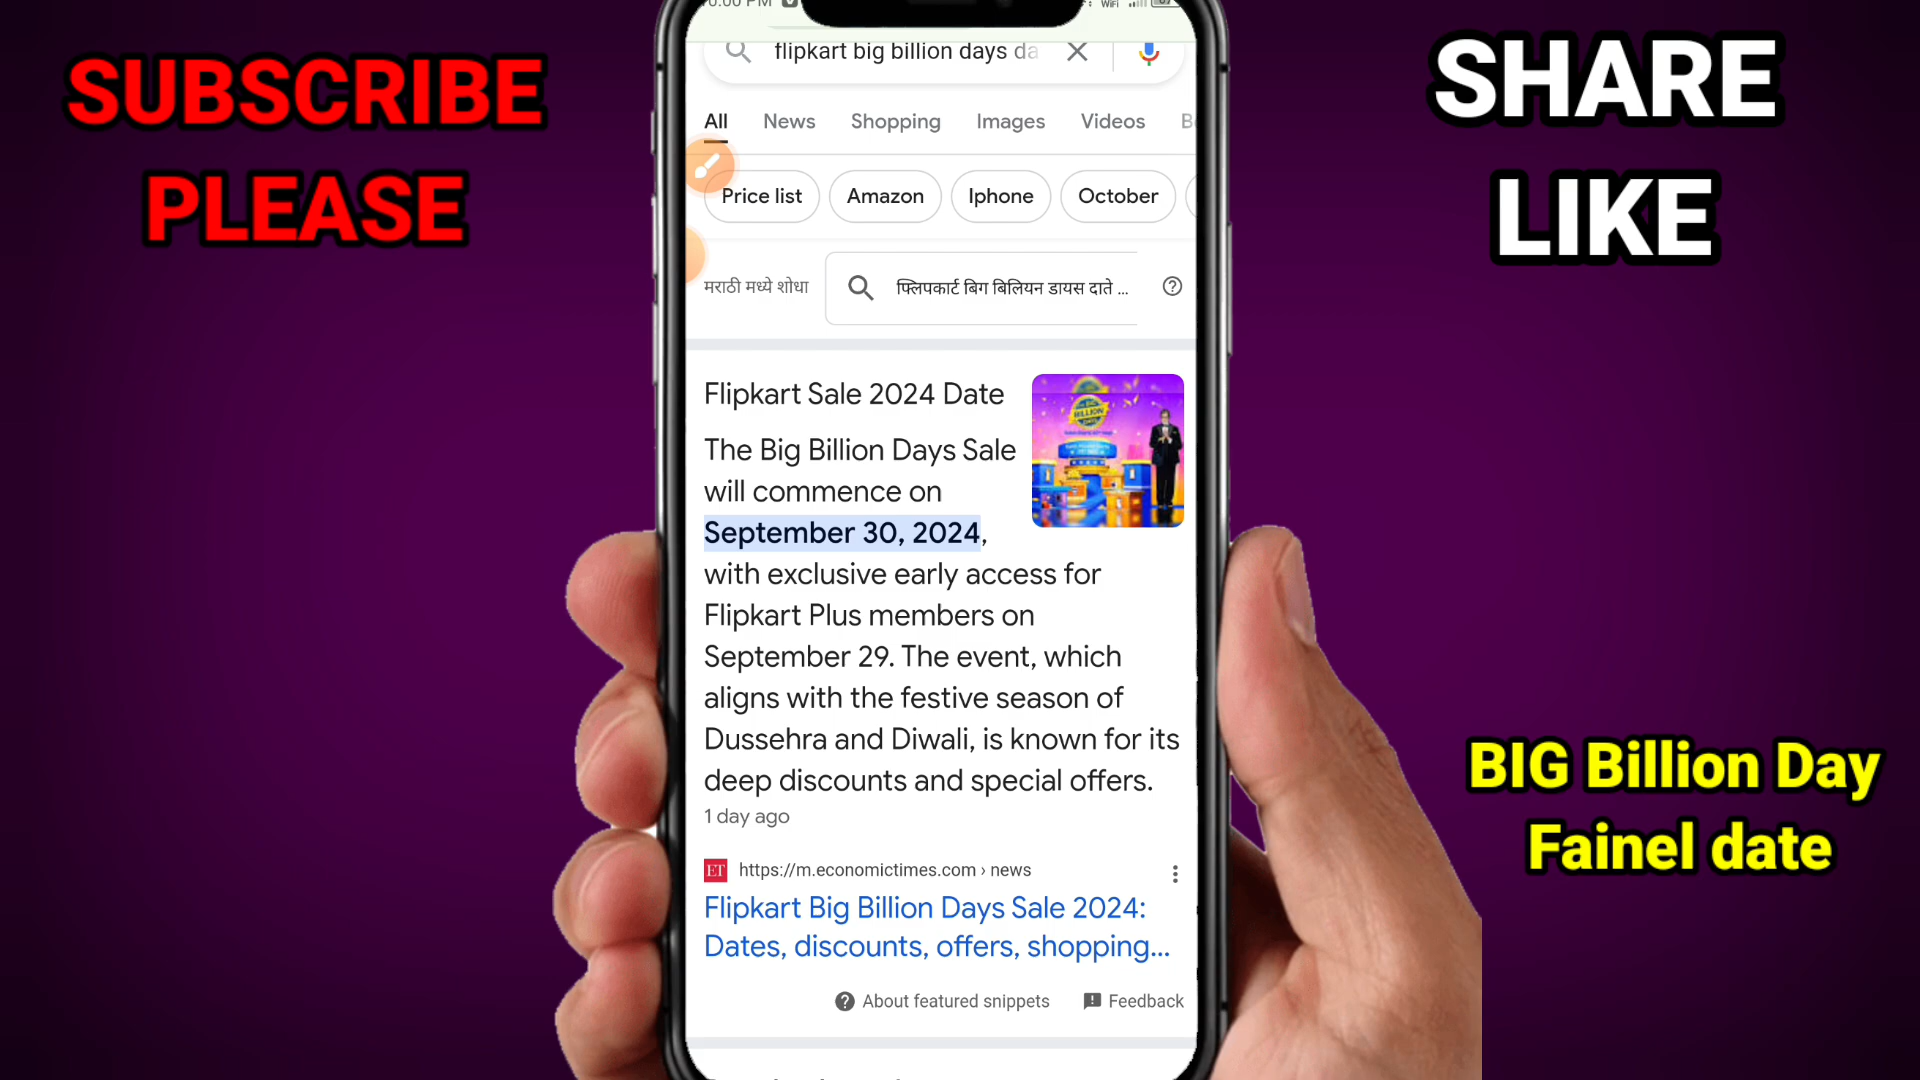 SUBSCRIBE
PLEASE
SHARE
LIKE
flipkart big billion days da
All News Shopping Images Videos
Price list Amazon Iphone October
मराठी मध्ये शोधा फ्लिपकार्ट बिग बिलियन डायस दाते ...
Flipkart Sale 2024 Date
The Big Billion Days Sale
will commence on
September 30, 2024,
with exclusive early access for
Flipkart Plus members on
September 29. The event, which
aligns with the festive season of
Dussehra and Diwali, is known for its
deep discounts and special offers.
1 day ago
ET https://m.economictimes.com › news
Flipkart Big Billion Days Sale 2024:
Dates, discounts, offers, shopping...
About featured snippets Feedback
BIG Billion Day
Fainel date